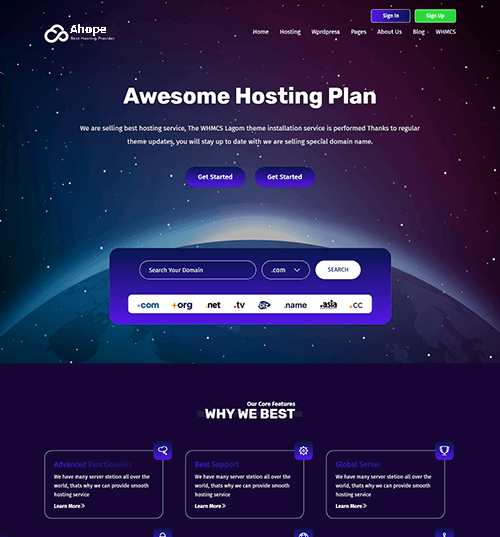 Sign In
Sign Up
Ahope
Best Hosting Provider
Home Hosting Wprdpress Pages About Us Blog WHMCS
Awesome Hosting Plan
We are selling best hosting service, The WHMCS Lagom theme installation service is performed Thanks to regular
theme updates, you will stay up to date with we are selling special domain name.
Get Started
Get Started
Search Your Domain
.com
SEARCH
.com .org .net .tv .biz .name .asia .cc
Our Core Features
WHY WE BEST
Advanced Functionality
We have many server stetion all over the
world, thats why we can provide smooth
hosting service
Learn More
Best Support
We have many server stetion all over the
world, thats why we can provide smooth
hosting service
Learn More
Global Server
We have many server stetion all over the
world, thats why we can provide smooth
hosting service
Learn More